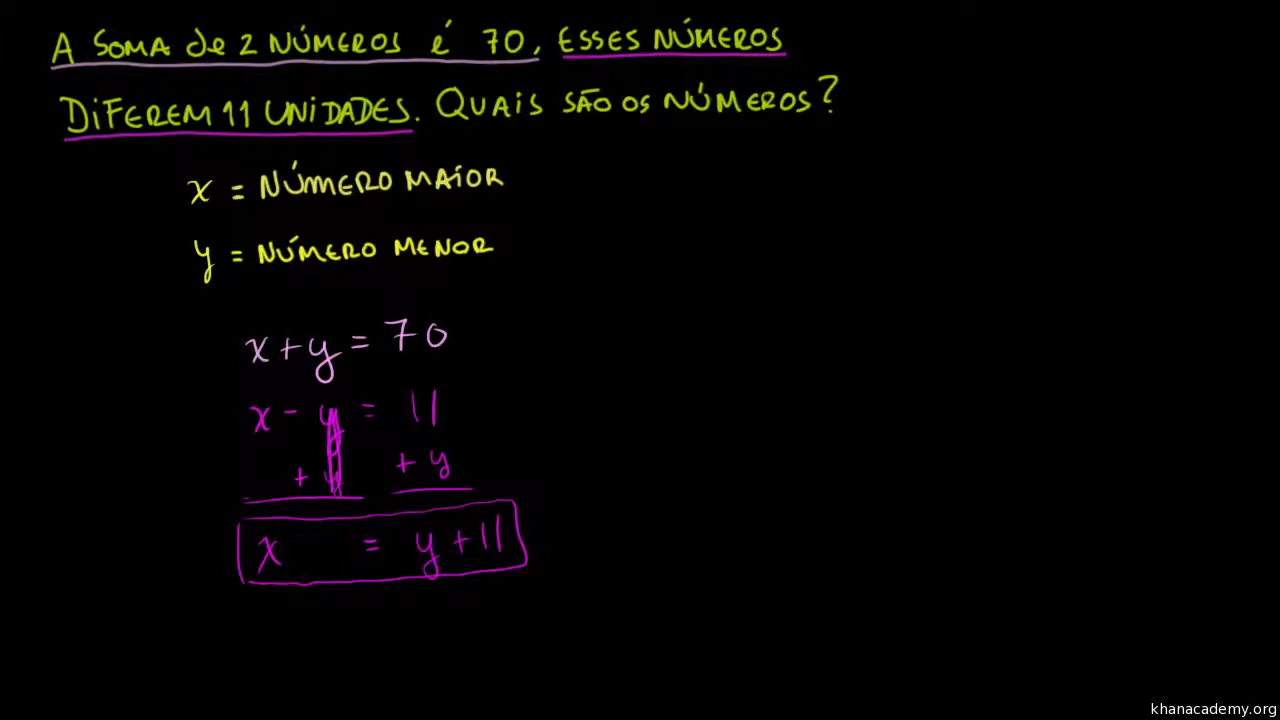 A SOMA de 2 NÚMEROS é 70, ESSES NÚMEROS
DIFEREM 11 UNIDADES. QUAIS SÃO OS NÚMEROS?
x = NÚMERO MAIOR
y = NÚMERO MENOR
x + y = 70
x - y = 11
+ y + y
x = y + 11
khanacademy.org